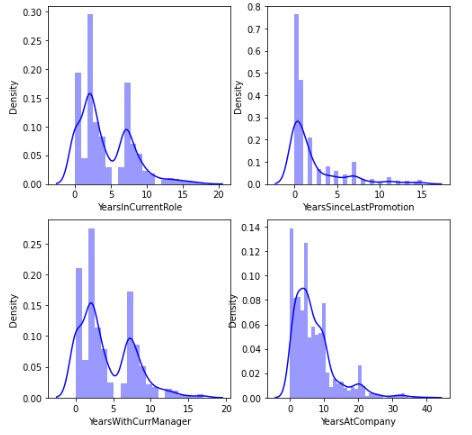 0.30
0.25
0.20
0.15
0.10
0.05
0.00
Density
0 5 10 15 20
YearsInCurrentRole
0.8
0.7
0.6
0.5
0.4
0.3
0.2
0.1
0.0
Density
0 5 10 15
YearsSinceLastPromotion
0.25
0.20
0.15
0.10
0.05
0.00
Density
0 5 10 15 20
YearsWithCurrManager
0.14
0.12
0.10
0.08
0.06
0.04
0.02
0.00
Density
0 10 20 30 40
YearsAtCompany